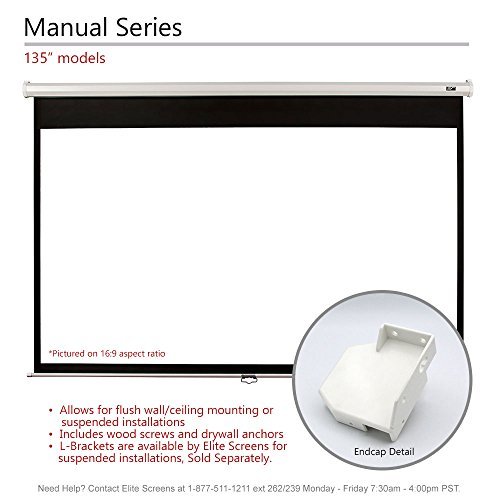 Manual Series
135" models
*Pictured on 16:9 aspect ratio
• Allows for flush wall/ceiling mounting or
suspended installations
• Includes wood screws and drywall anchors
• L-Brackets are available by Elite Screens for
suspended installations, Sold Separately.
Endcap Detail
Need Help? Contact Elite Screens at 1-877-511-1211 ext 262/239 Monday - Friday 7:30am - 4:00pm PST.